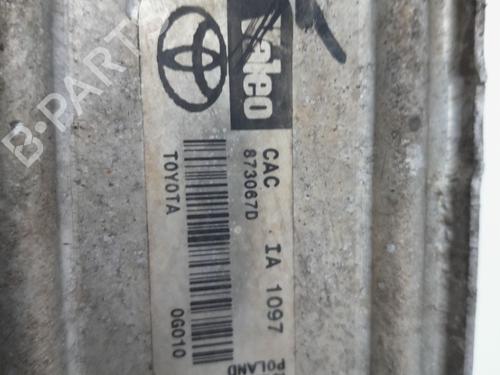 Valeo
CAC IA 1097
873067D
TOYOTA 0G010
POLAND
B-PARTS